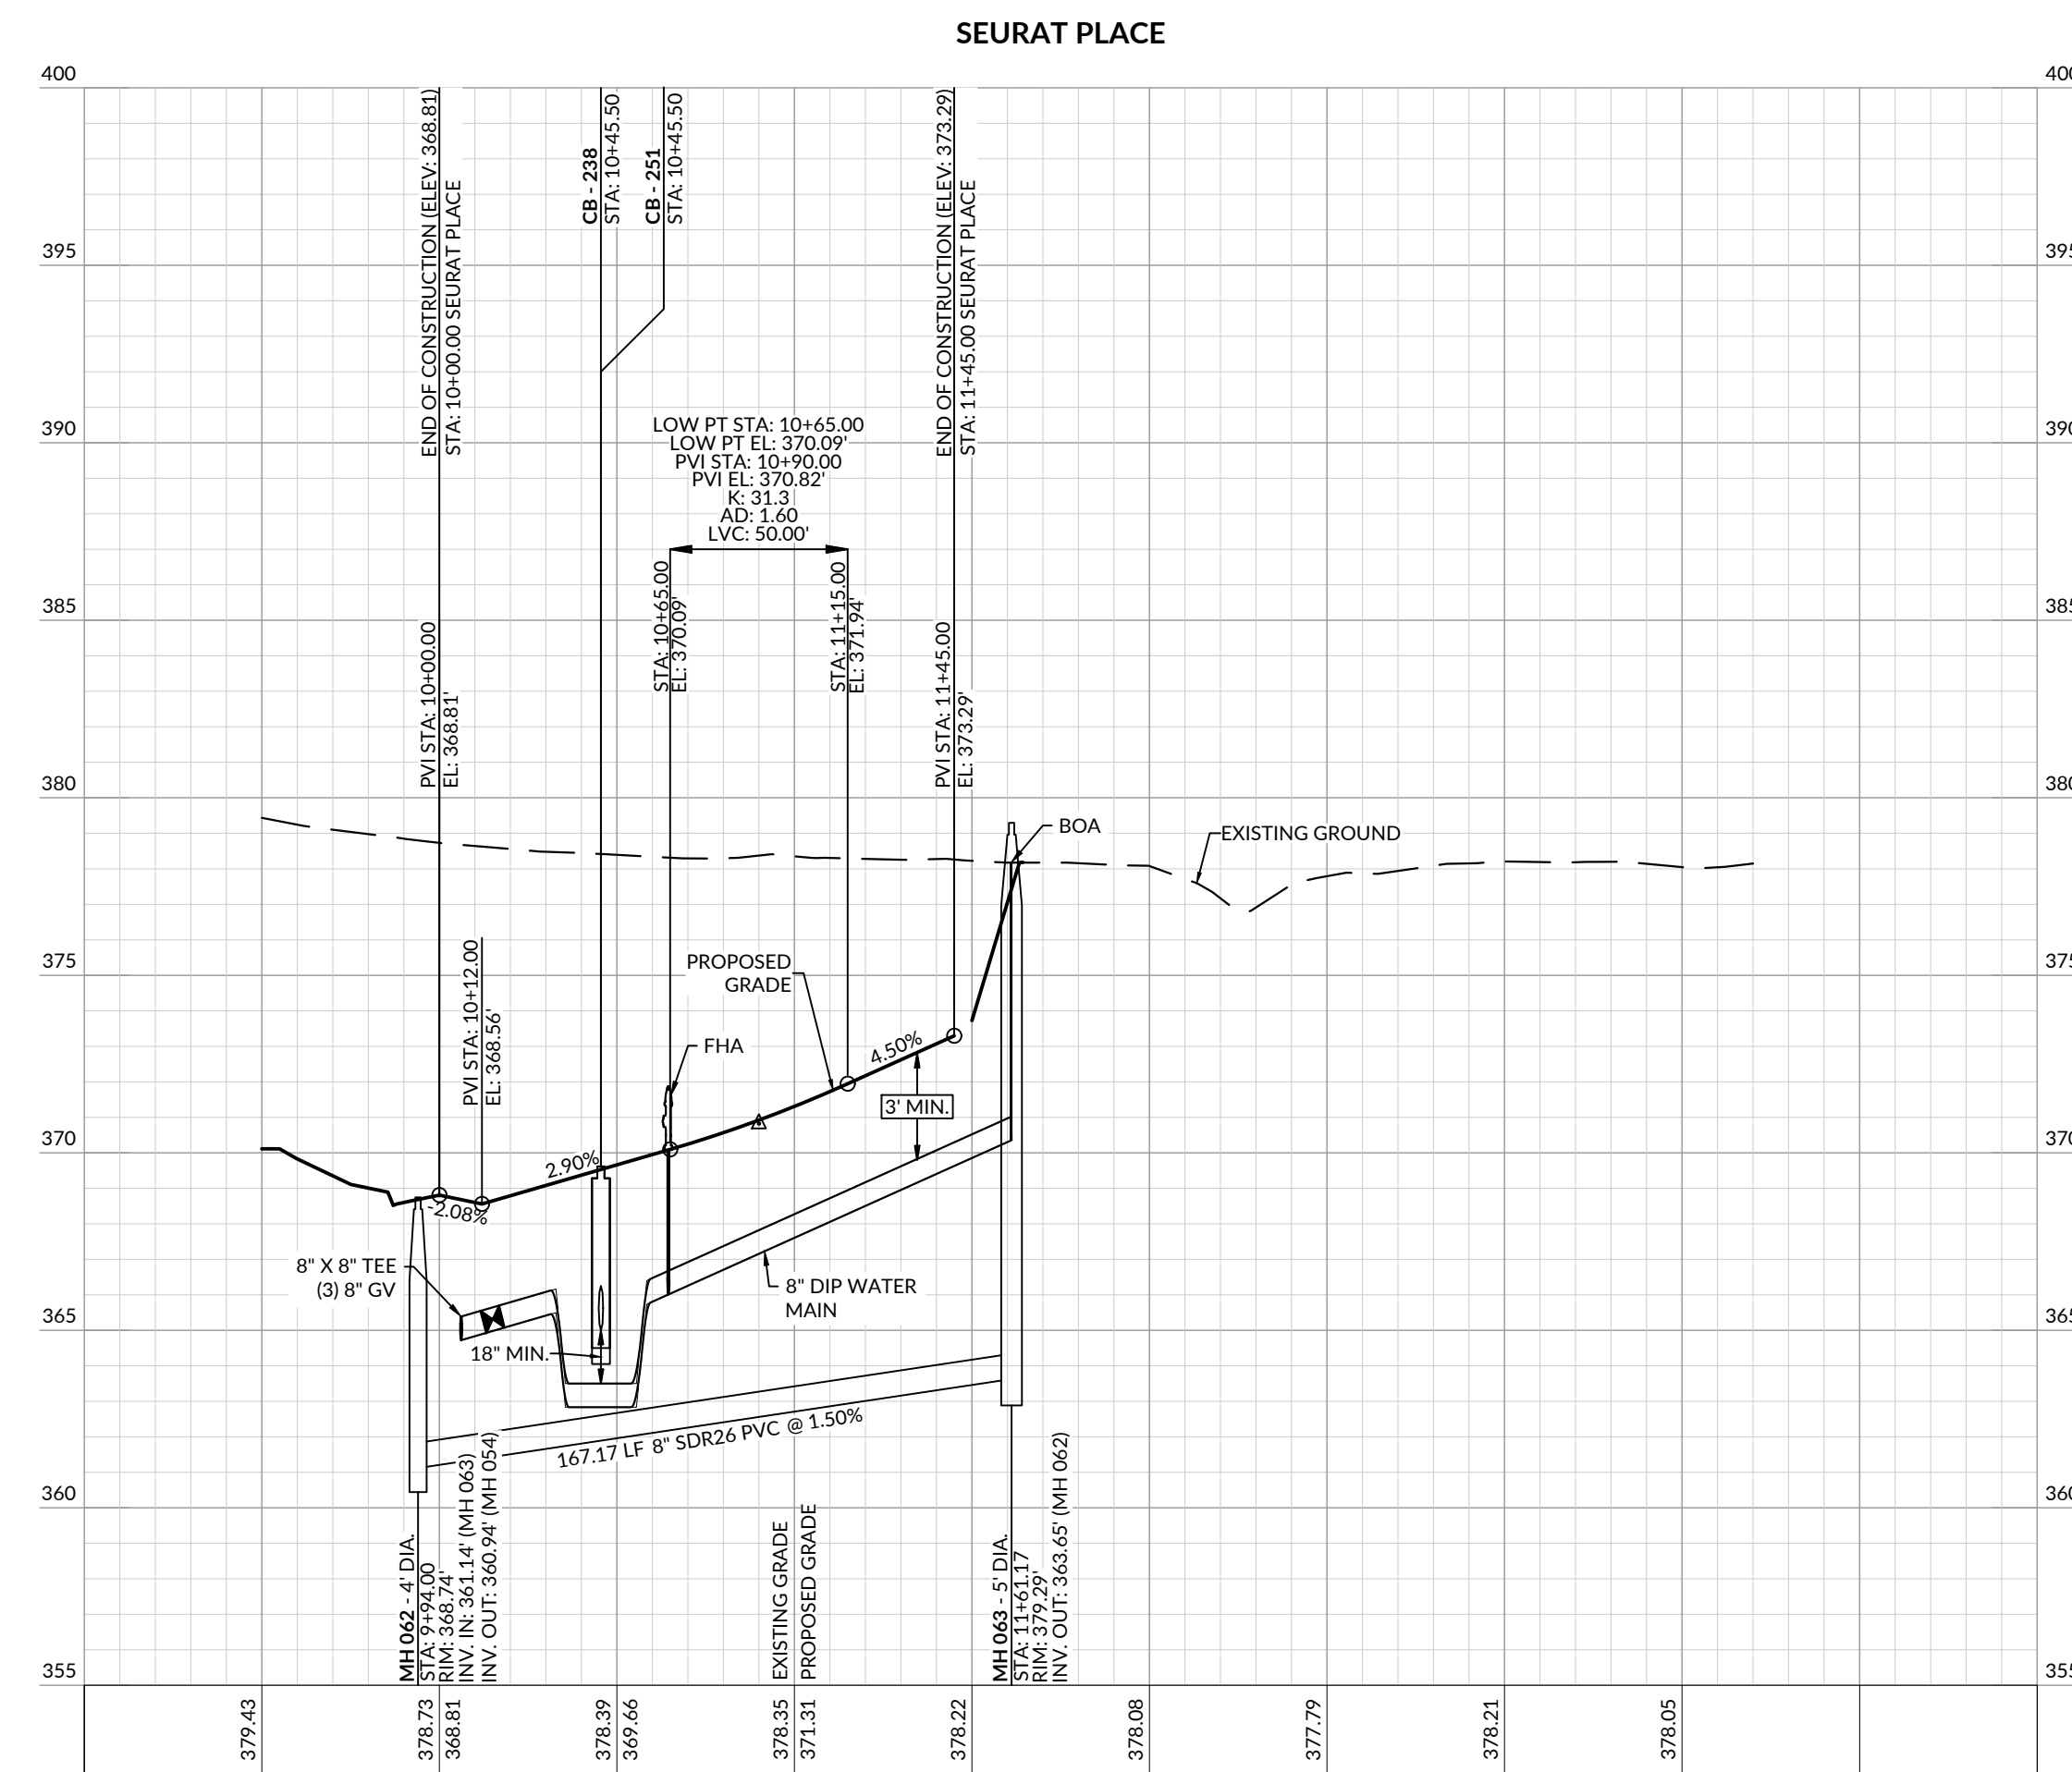 SEURAT PLACE
400
400
END OF CONSTRUCTION (ELEV: 368.81)
STA: 10+00.00 SEURAT PLACE
CB - 238
STA: 10+45.50
CB - 251
STA: 10+45.50
END OF CONSTRUCTION (ELEV: 373.29)
STA: 11+45.00 SEURAT PLACE
395
395
390
390
LOW PT STA: 10+65.00
LOW PT EL: 370.09'
PVI STA: 10+90.00
PVI EL: 370.82'
K: 31.3
AD: 1.60
LVC: 50.00'
385
385
PVI STA: 10+00.00
EL: 368.81'
STA: 10+65.00
EL: 370.09'
STA: 11+15.00
EL: 371.94'
PVI STA: 11+45.00
EL: 373.29'
380
380
BOA
EXISTING GROUND
375
375
PVI STA: 10+12.00
EL: 368.56'
PROPOSED
GRADE
FHA
4.50%
3' MIN.
370
370
2.90%
-2.08%
8" X 8" TEE
(3) 8" GV
8" DIP WATER
MAIN
365
365
18" MIN.
167.17 LF 8" SDR26 PVC @ 1.50%
360
360
MH 062 - 4' DIA.
STA: 9+94.00
RIM: 368.74'
INV. IN: 361.14' (MH 063)
INV. OUT: 360.94' (MH 054)
EXISTING GRADE
PROPOSED GRADE
MH 063 - 5' DIA.
STA: 11+61.17
RIM: 379.29'
INV. OUT: 363.65' (MH 062)
355
355
379.43
378.73
368.81
378.39
369.66
378.35
371.31
378.22
378.08
377.79
378.21
378.05